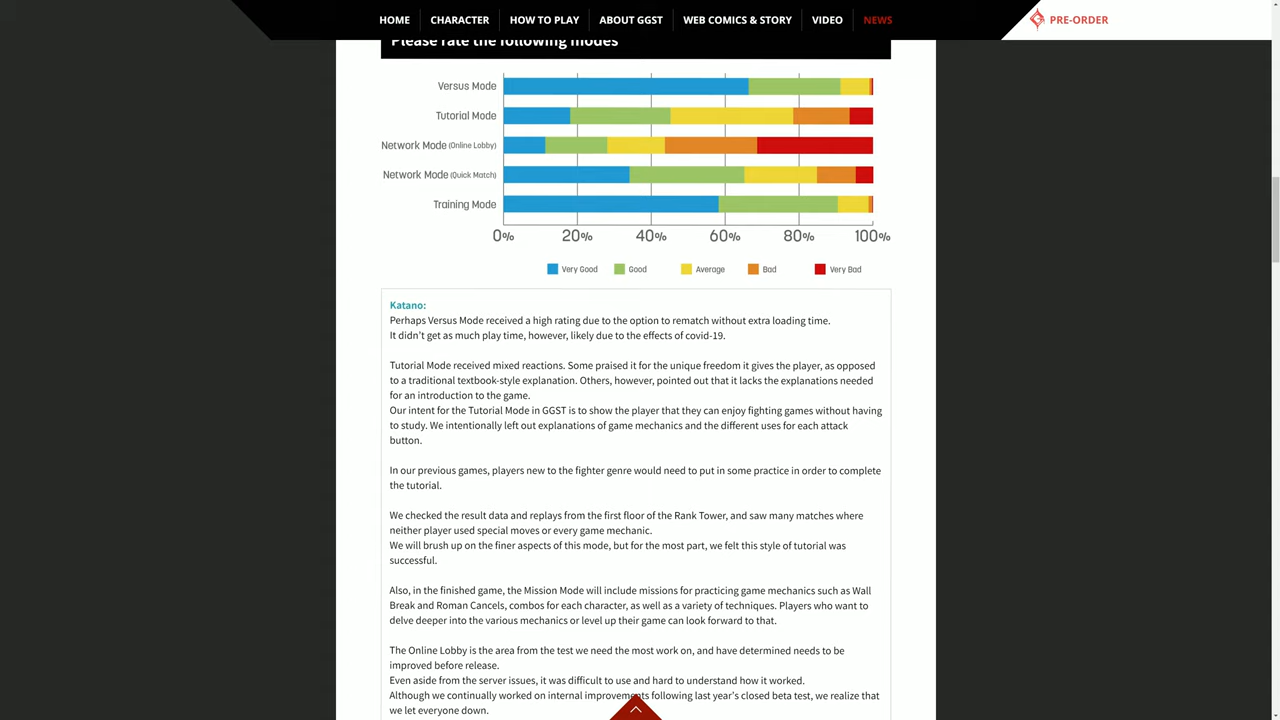 HOME
CHARACTER
HOW TO PLAY
ABOUT GGST
WEB COMICS & STORY
VIDEO
NEWS
PRE-ORDER
Please rate the following modes
Versus Mode
Tutorial Mode
Network Mode (Online Lobby)
Network Mode (Quick Match)
Training Mode
0% 20% 40% 60% 80% 100%
Very Good Good Average Bad Very Bad
Katano:
Perhaps Versus Mode received a high rating due to the option to rematch without extra loading time.
It didn't get as much play time, however, likely due to the effects of covid-19.
Tutorial Mode received mixed reactions. Some praised it for the unique freedom it gives the player, as opposed
to a traditional textbook-style explanation. Others, however, pointed out that it lacks the explanations needed
for an introduction to the game.
Our intent for the Tutorial Mode in GGST is to show the player that they can enjoy fighting games without having
to study. We intentionally left out explanations of game mechanics and the different uses for each attack
button.
In our previous games, players new to the fighter genre would need to put in some practice in order to complete
the tutorial.
We checked the result data and replays from the first floor of the Rank Tower, and saw many matches where
neither player used special moves or every game mechanic.
We will brush up on the finer aspects of this mode, but for the most part, we felt this style of tutorial was
successful.
Also, in the finished game, the Mission Mode will include missions for practicing game mechanics such as Wall
Break and Roman Cancels, combos for each character, as well as a variety of techniques. Players who want to
delve deeper into the various mechanics or level up their game can look forward to that.
The Online Lobby is the area from the test we need the most work on, and have determined needs to be
improved before release.
Even aside from the server issues, it was difficult to use and hard to understand how it worked.
Although we continually worked on internal improvements following last year's closed beta test, we realize that
we let everyone down.